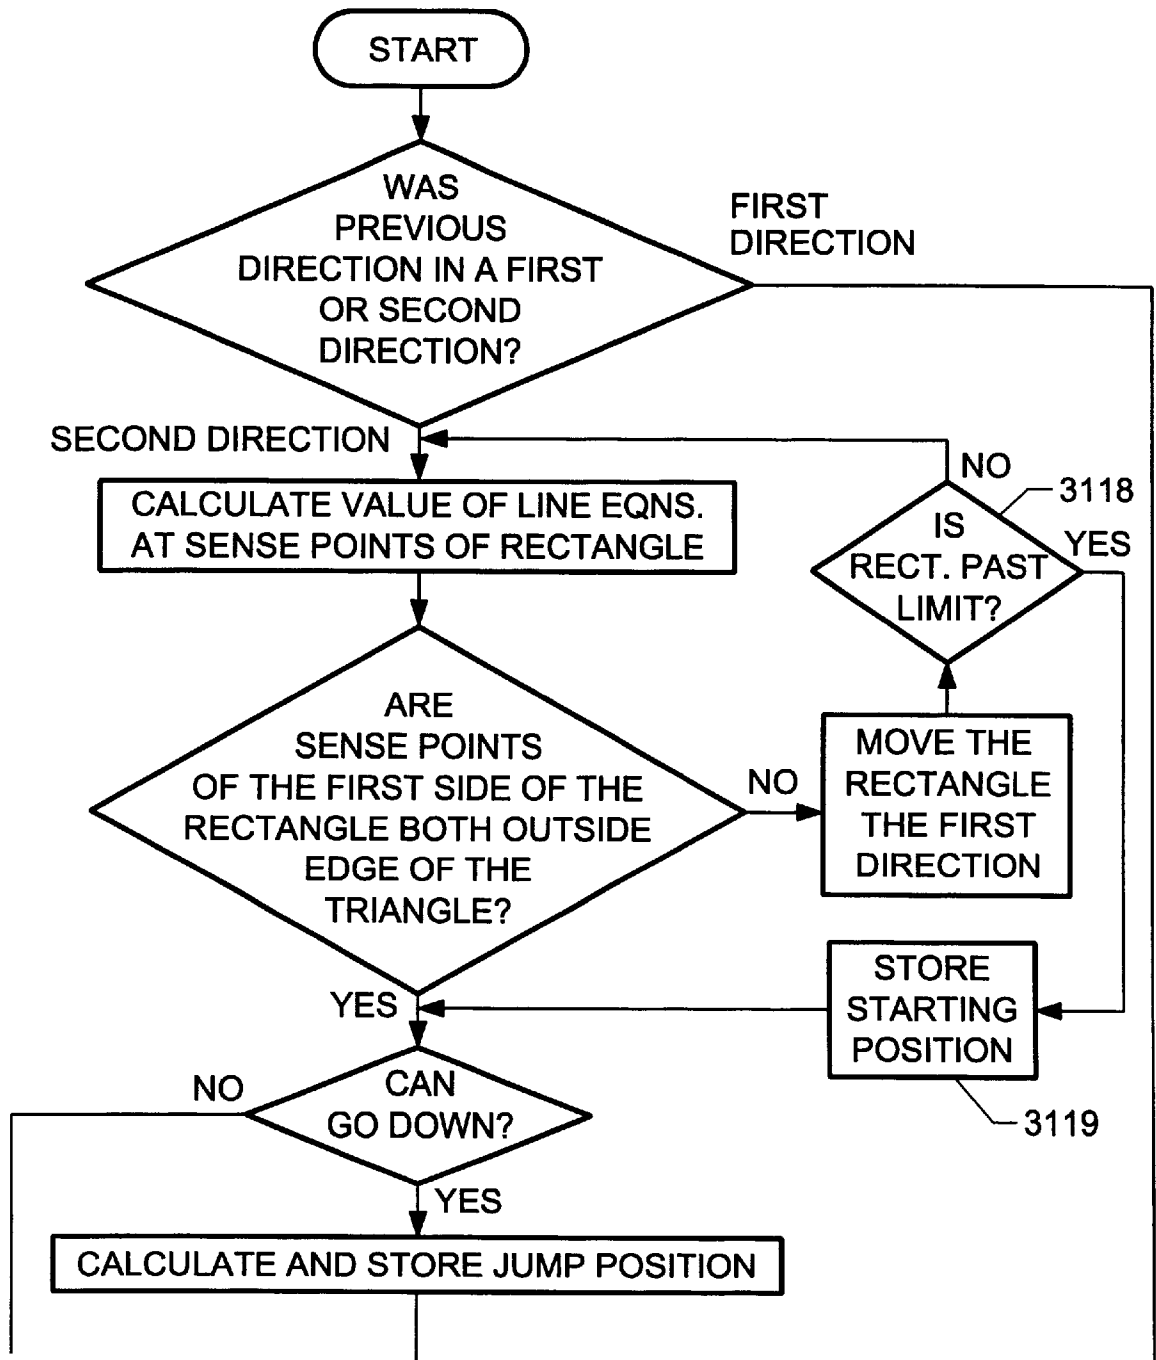 START
WAS
PREVIOUS
DIRECTION IN A FIRST
OR SECOND
DIRECTION?
FIRST
DIRECTION
SECOND DIRECTION
CALCULATE VALUE OF LINE EQNS.
AT SENSE POINTS OF RECTANGLE
NO
3118
IS
RECT. PAST
LIMIT?
YES
ARE
SENSE POINTS
OF THE FIRST SIDE OF THE
RECTANGLE BOTH OUTSIDE
EDGE OF THE
TRIANGLE?
NO
MOVE THE
RECTANGLE
THE FIRST
DIRECTION
YES
STORE
STARTING
POSITION
3119
CAN
GO DOWN?
NO
YES
CALCULATE AND STORE JUMP POSITION